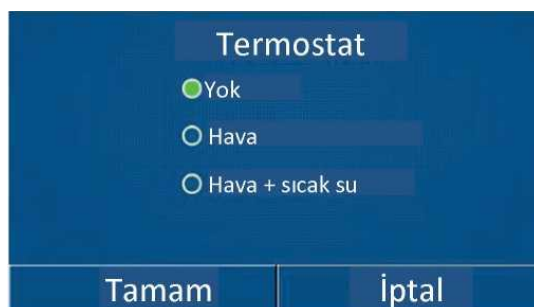 Termostat
Yok
Hava
Hava + sıcak su
Tamam İptal